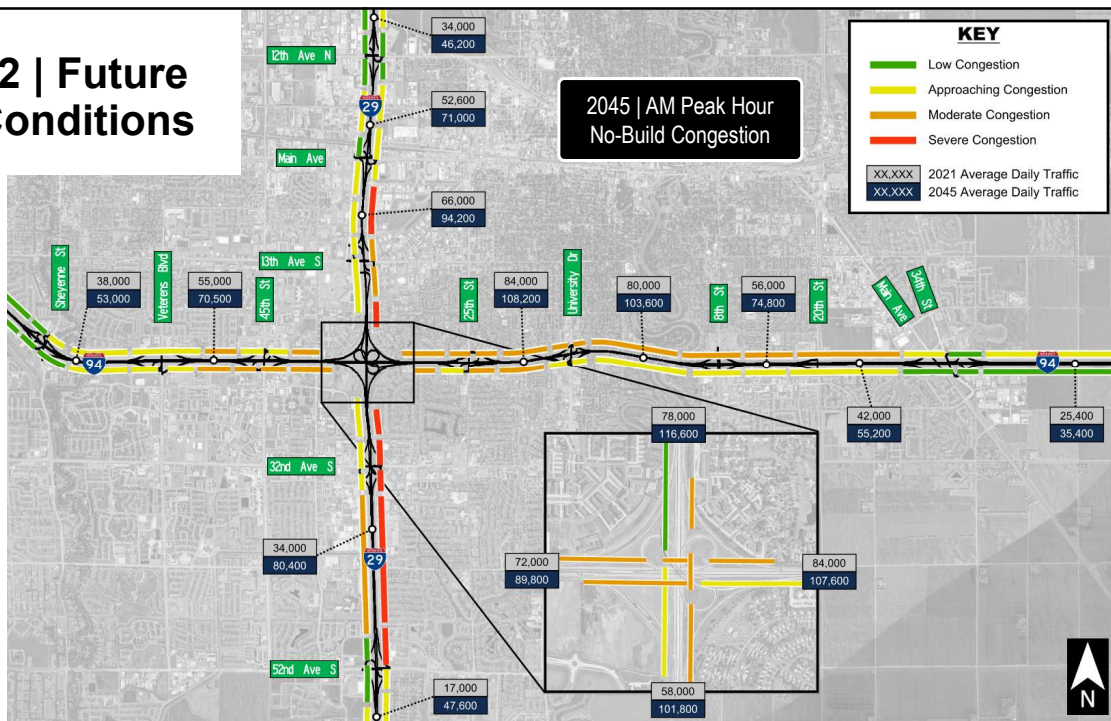 2 | Future
Conditions
2045 | AM Peak Hour
No-Build Congestion
KEY
Low Congestion
Approaching Congestion
Moderate Congestion
Severe Congestion
XX,XXX 2021 Average Daily Traffic
XX,XXX 2045 Average Daily Traffic
34,000
46,200
12th Ave N
29
52,600
71,000
Main Ave
66,000
94,200
13th Ave S
Sheyenne St
38,000
53,000
Veterens Blvd
55,000
70,500
45th St
94
25th St
84,000
108,200
University Dr
80,000
103,600
8th St
56,000
74,800
20th St
Main Ave
34th St
94
42,000
55,200
25,400
35,400
32nd Ave S
34,000
80,400
29
52nd Ave S
17,000
47,600
78,000
116,600
72,000
89,800
84,000
107,600
58,000
101,800
N